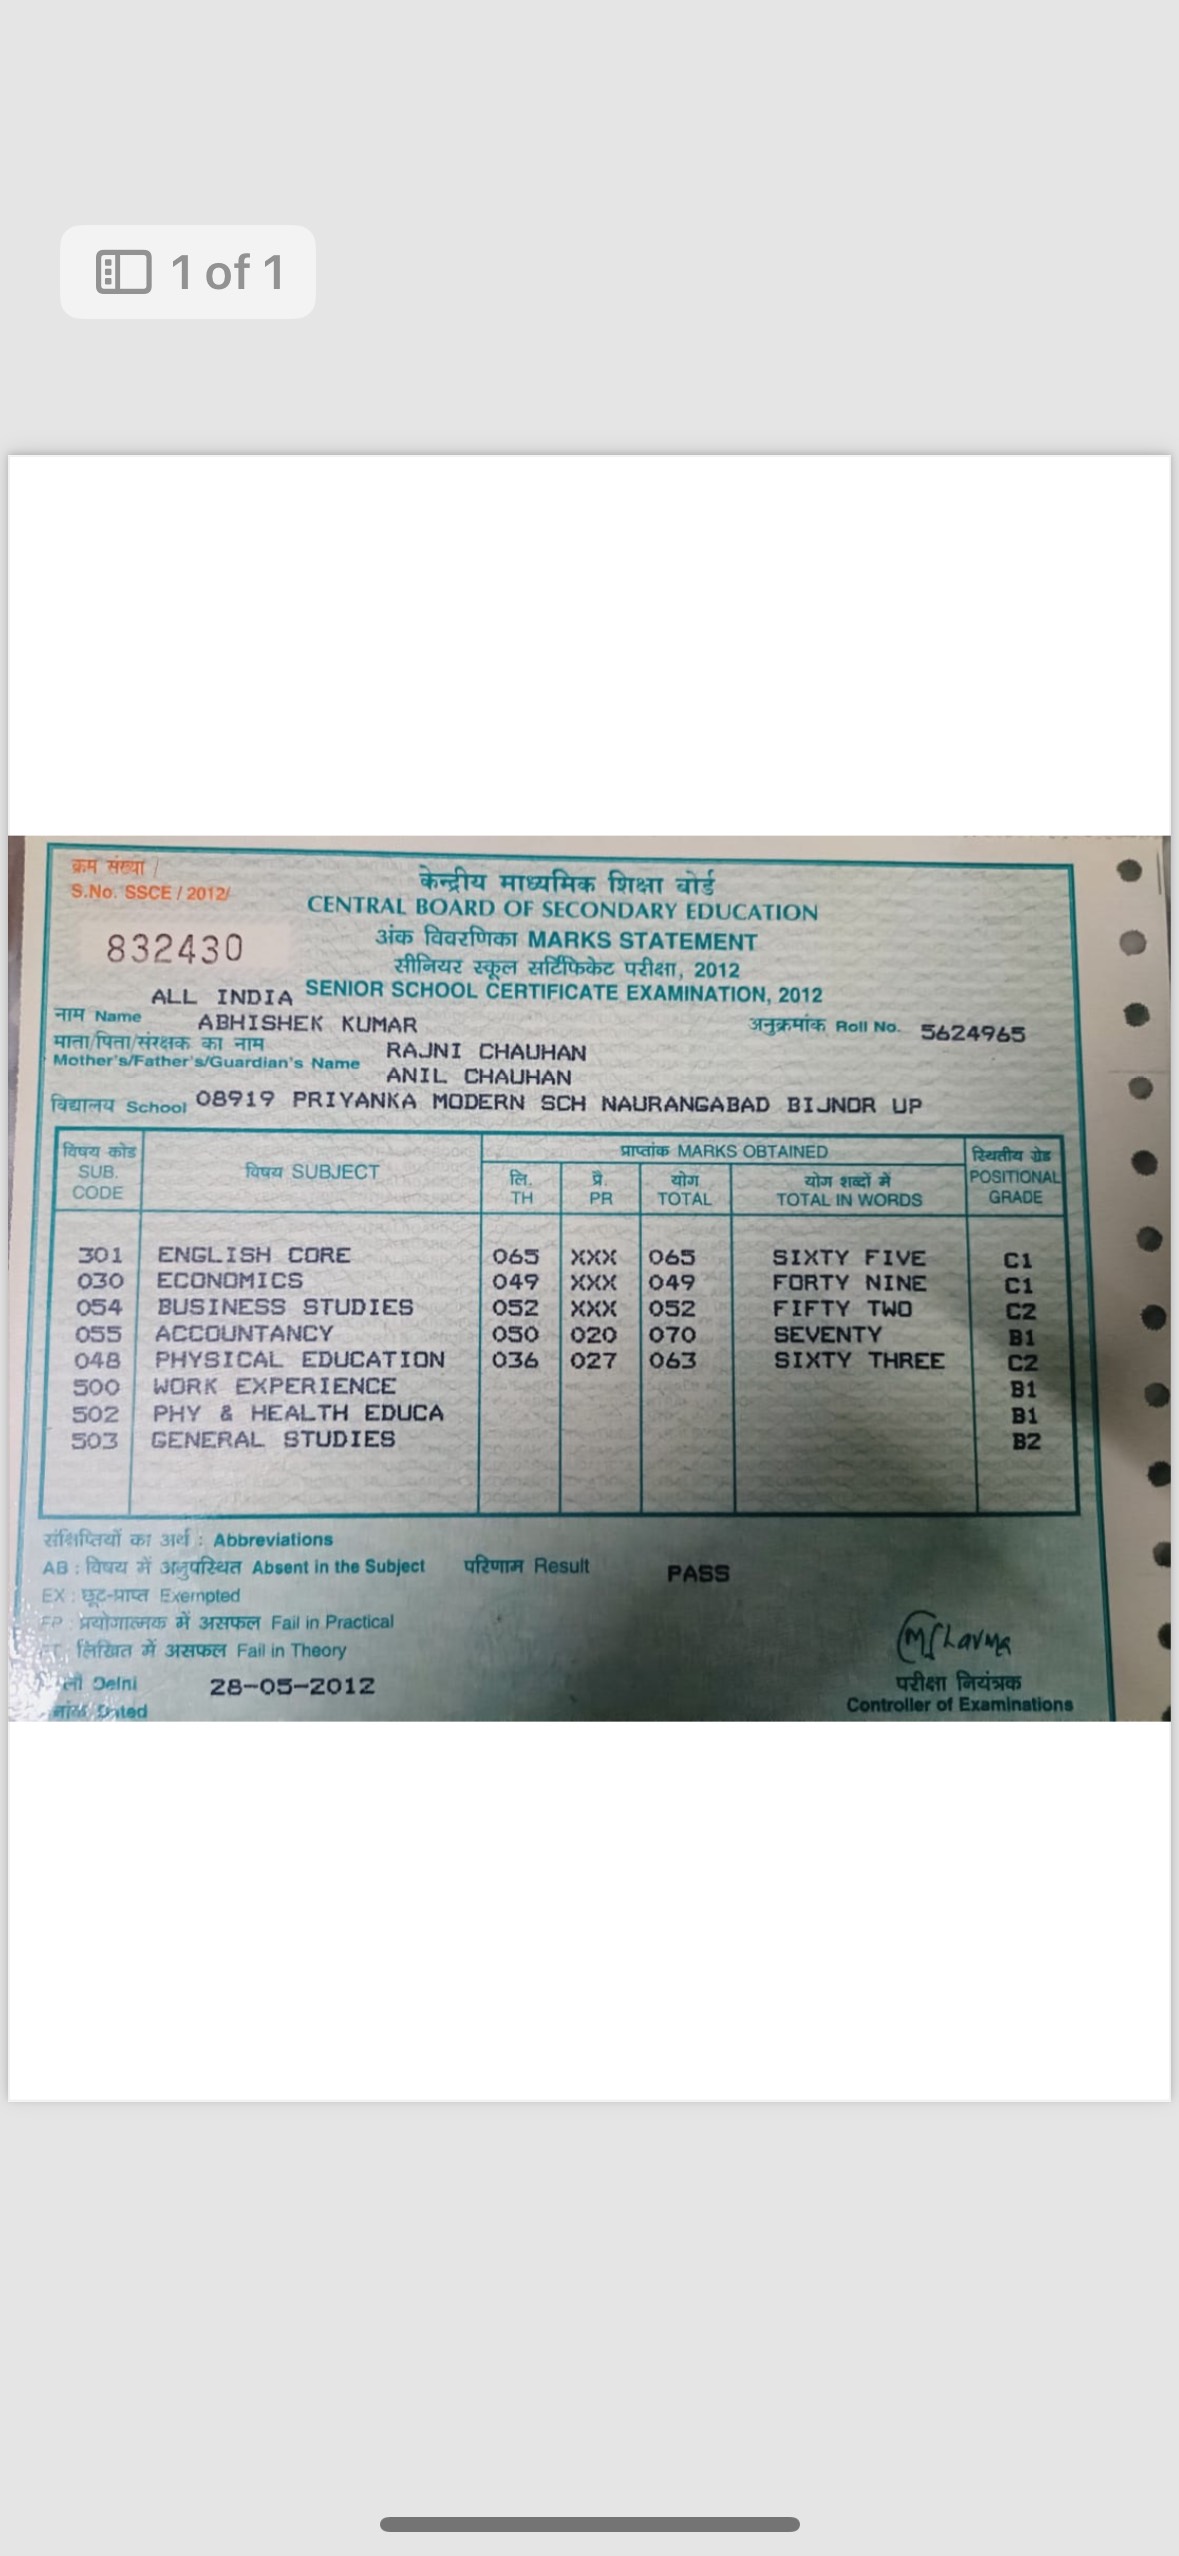 1 of 1
क्रम संख्या /
S.No. SSCE / 2012/
832430
केन्द्रीय माध्यमिक शिक्षा बोर्ड
CENTRAL BOARD OF SECONDARY EDUCATION
अंक विवरणिका MARKS STATEMENT
सीनियर स्कूल सर्टिफिकेट परीक्षा, 2012
ALL INDIA SENIOR SCHOOL CERTIFICATE EXAMINATION, 2012
नाम Name ABHISHEK KUMAR अनुक्रमांक Roll No. 5624965
माता/पिता/संरक्षक का नाम RAJNI CHAUHAN
Mother's/Father's/Guardian's Name ANIL CHAUHAN
विद्यालय School 08919 PRIYANKA MODERN SCH NAURANGABAD BIJNOR UP
विषय कोड SUB. CODE विषय SUBJECT प्राप्तांक MARKS OBTAINED स्थितीय ग्रेड POSITIONAL GRADE
लि. TH प्रै. PR योग TOTAL योग शब्दों में TOTAL IN WORDS
301 ENGLISH CORE 065 XXX 065 SIXTY FIVE C1
030 ECONOMICS 049 XXX 049 FORTY NINE C1
054 BUSINESS STUDIES 052 XXX 052 FIFTY TWO C2
055 ACCOUNTANCY 050 020 070 SEVENTY B1
048 PHYSICAL EDUCATION 036 027 063 SIXTY THREE C2
500 WORK EXPERIENCE B1
502 PHY & HEALTH EDUCA B1
503 GENERAL STUDIES B2
संक्षिप्तियों का अर्थ : Abbreviations
AB : विषय में अनुपस्थित Absent in the Subject परिणाम Result PASS
EX : छूट-प्राप्त Exempted
FP : प्रयोगात्मक में असफल Fail in Practical
लिखित में असफल Fail in Theory
Delhi 28-05-2012
Dated
परीक्षा नियंत्रक
Controller of Examinations